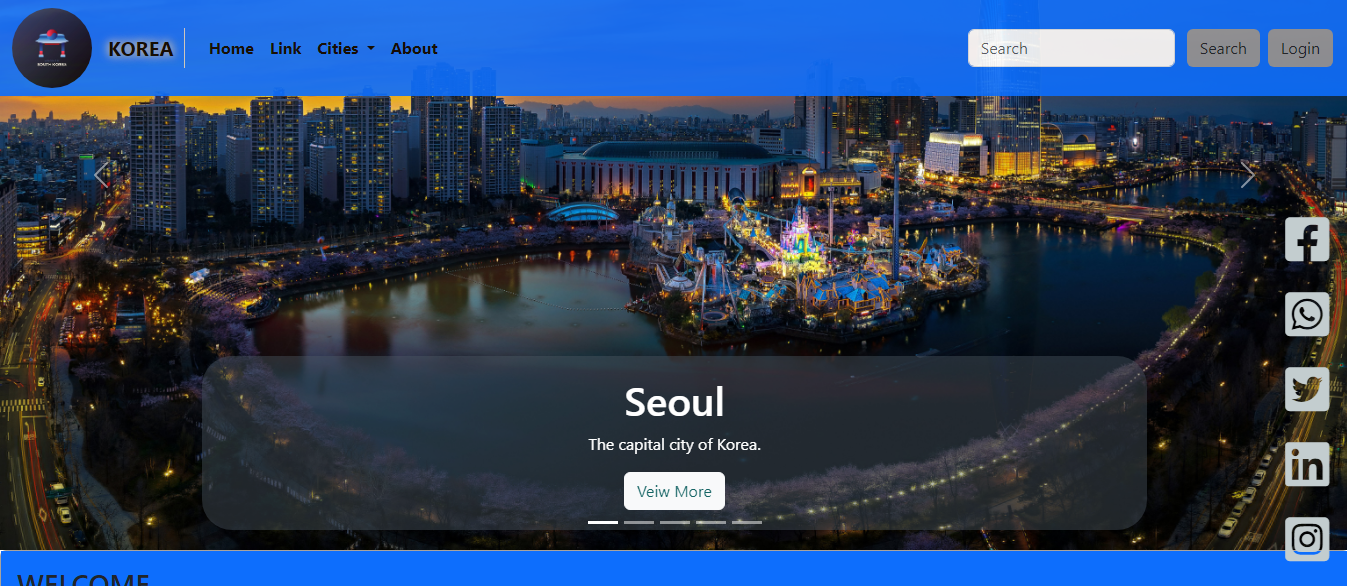 SOUTH KOREA
KOREA
Home Link Cities About
Search
Search
Login
Seoul
The capital city of Korea.
Veiw More
WELCOME